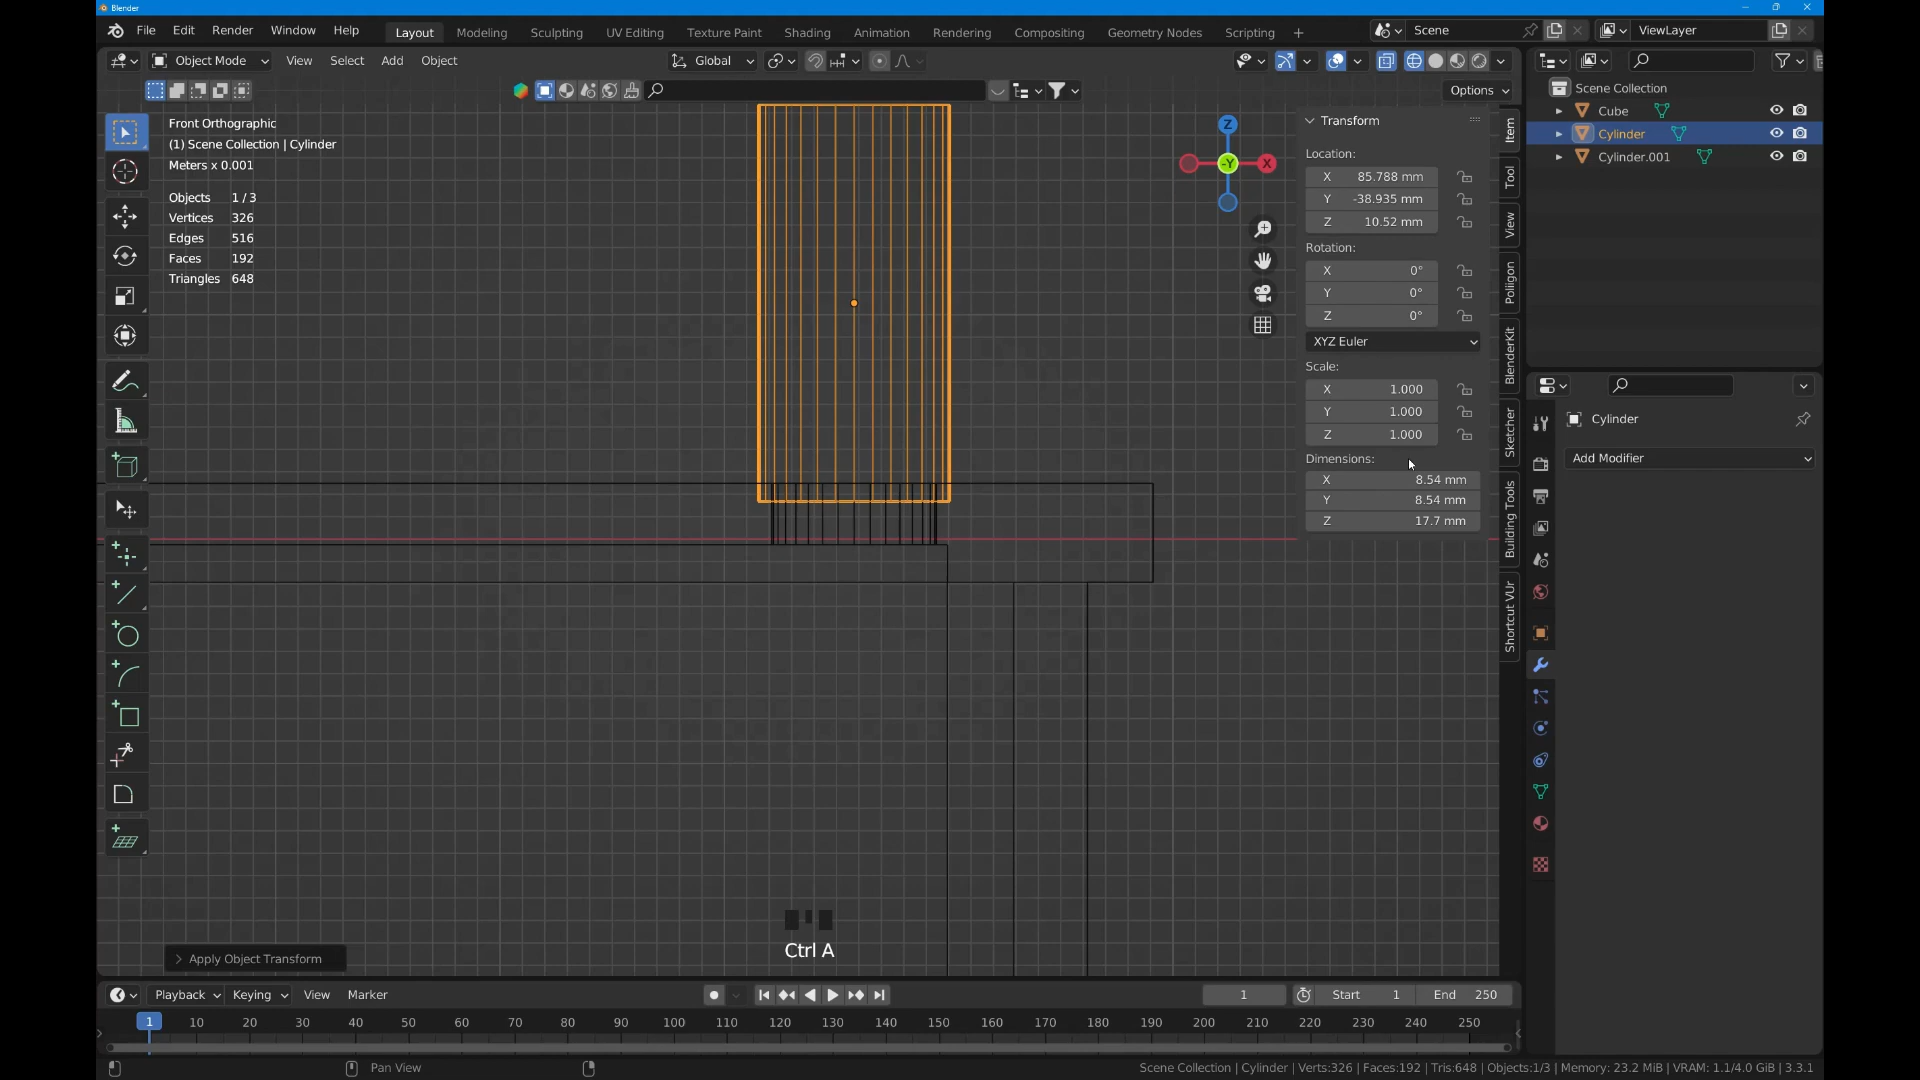 Blender
File Edit Render Window Help
Layout Modeling Sculpting UV Editing Texture Paint Shading Animation Rendering Compositing Geometry Nodes Scripting +
Scene
ViewLayer
Object Mode View Select Add Object
Global
Options
Front Orthographic
(1) Scene Collection | Cylinder
Meters x 0.001
Objects 1 / 3
Vertices 326
Edges 516
Faces 192
Triangles 648
Z
-Y
X
Transform
Location:
X 85.788 mm
Y -38.935 mm
Z 10.52 mm
Rotation:
X 0°
Y 0°
Z 0°
XYZ Euler
Scale:
X 1.000
Y 1.000
Z 1.000
Dimensions:
X 8.54 mm
Y 8.54 mm
Z 17.7 mm
Item
Tool
View
Poliigon
BlenderKit
Sketcher
Building Tools
Shortcut VUr
Scene Collection
Cube
Cylinder
Cylinder.001
Cylinder
Add Modifier
Ctrl A
Apply Object Transform
Playback Keying View Marker
1
Start 1
End 250
1 10 20 30 40 50 60 70 80 90 100 110 120 130 140 150 160 170 180 190 200 210 220 230 240 250
Pan View
Scene Collection | Cylinder | Verts:326 | Faces:192 | Tris:648 | Objects:1/3 | Memory: 23.2 MiB | VRAM: 1.1/4.0 GiB | 3.3.1